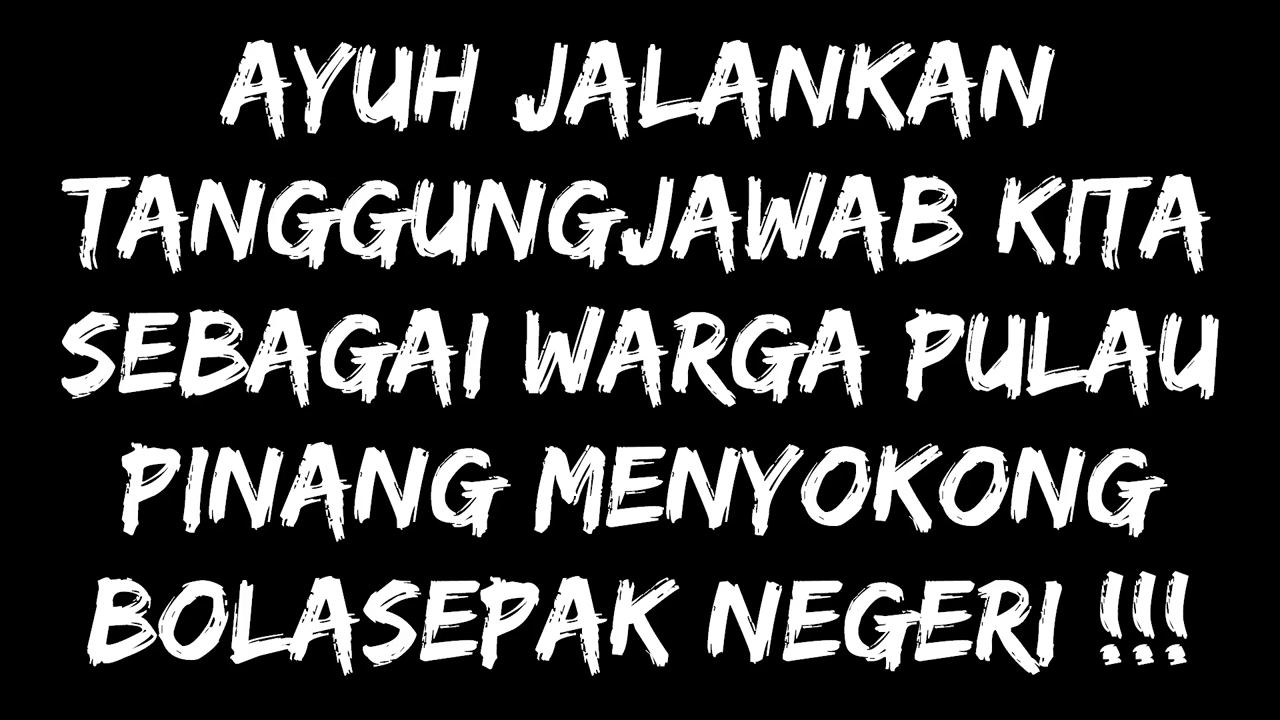 AYUH JALANKAN
TANGGUNGJAWAB KITA
SEBAGAI WARGA PULAU
PINANG MENYOKONG
BOLASEPAK NEGERI !!!